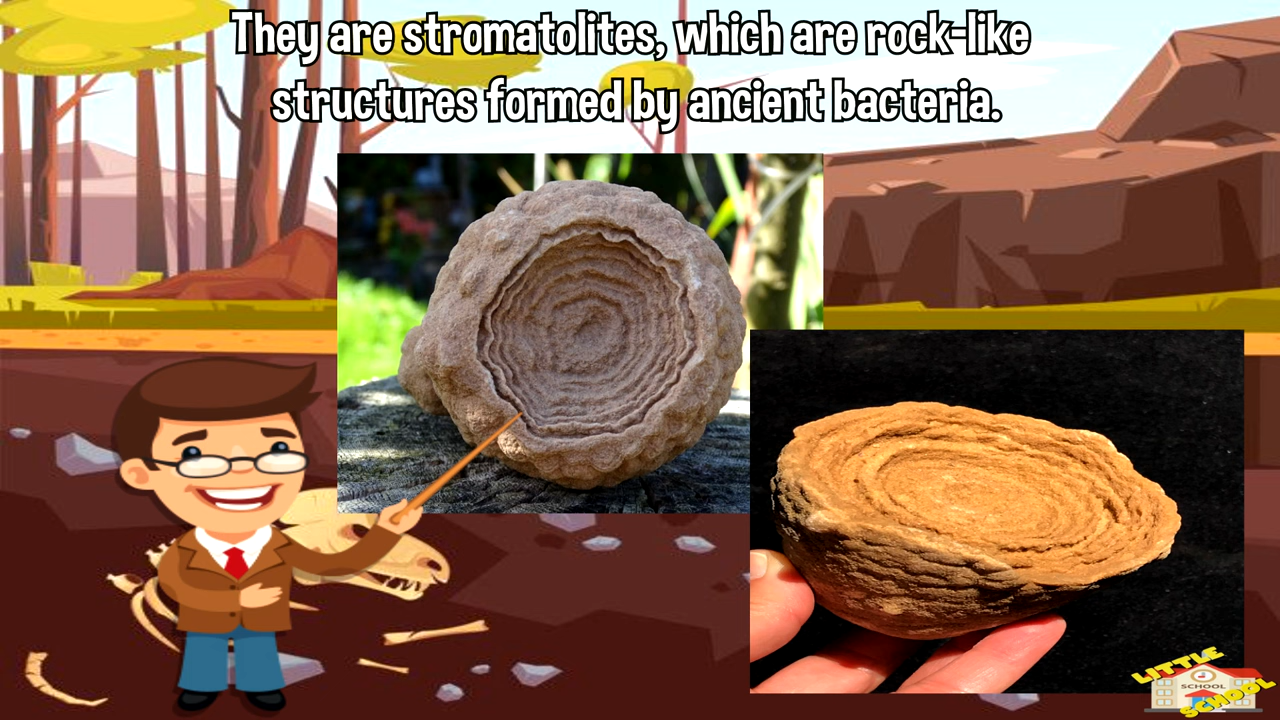 They are stromatolites, which are rock-like
structures formed by ancient bacteria.
LITTLE
SCHOOL
SCHOOL